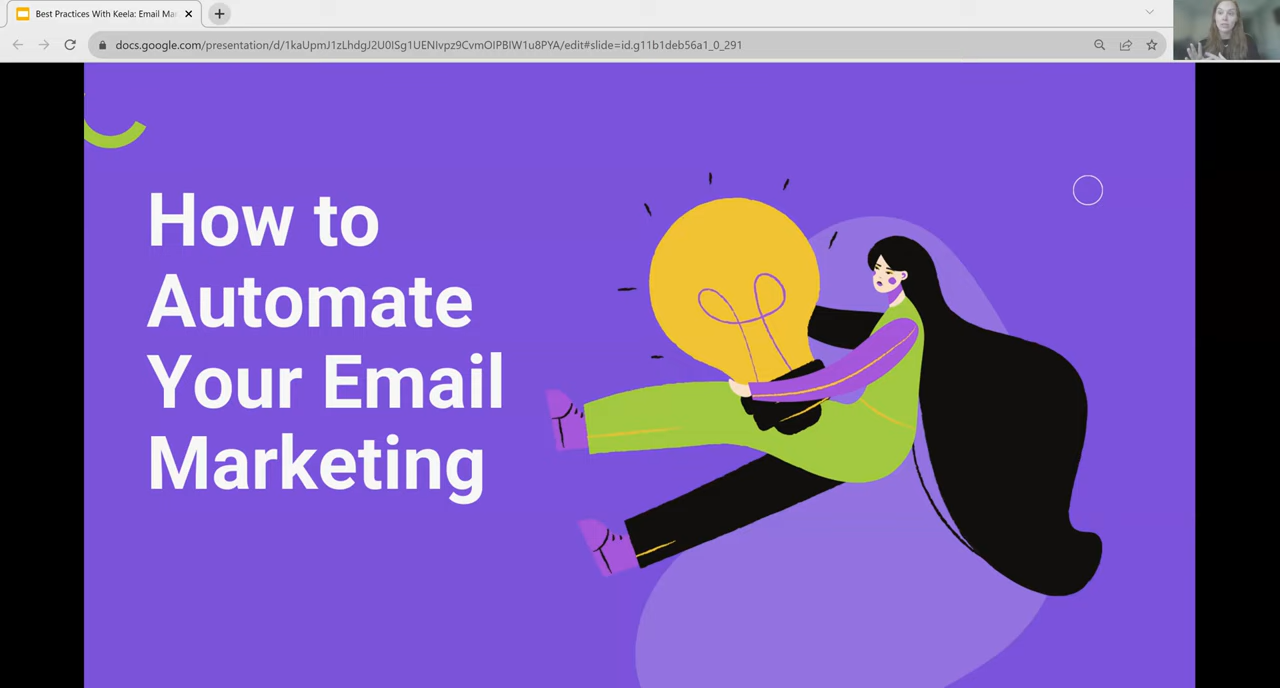 Best Practices With Keela: Email Mar
docs.google.com/presentation/d/1kaUpmJ1zLhdgJ2U0ISg1UENIvpz9CvmOIPBIW1u8PYA/edit#slide=id.g11b1deb56a1_0_291
How to
Automate
Your Email
Marketing